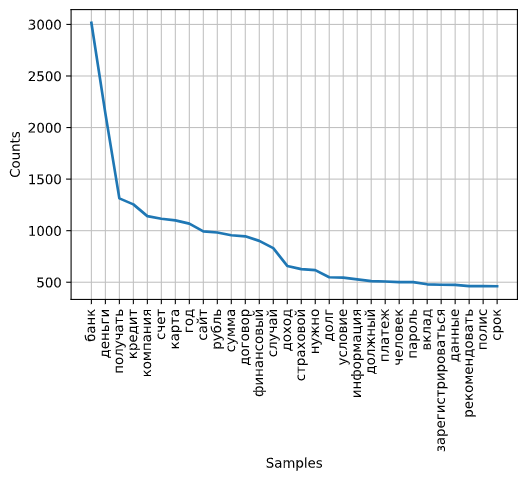 3000
2500
2000
1500
1000
500
Counts
банк
деньги
получать
кредит
компания
счет
карта
год
сайт
рубль
сумма
договор
финансовый
случай
доход
страховой
нужно
долг
условие
информация
должный
платеж
человек
пароль
вклад
зарегистрироваться
данные
рекомендовать
полис
срок
Samples